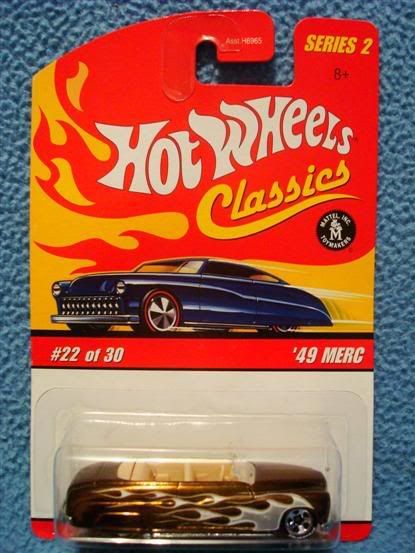 Asst. H6965
SERIES 2
8+
HOT WHEELS
Classics
MATTEL, INC.
M
TOYMAKERS
#22 of 30
'49 MERC